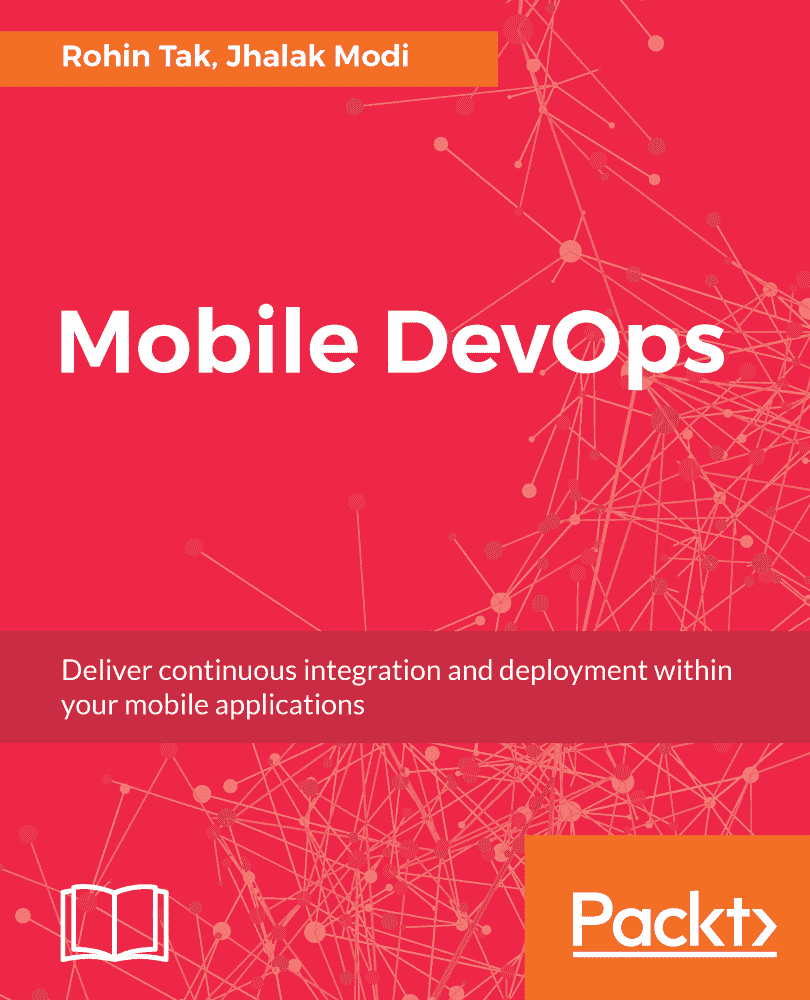 Rohin Tak, Jhalak Modi
Mobile DevOps
Deliver continuous integration and deployment within
your mobile applications
Packt